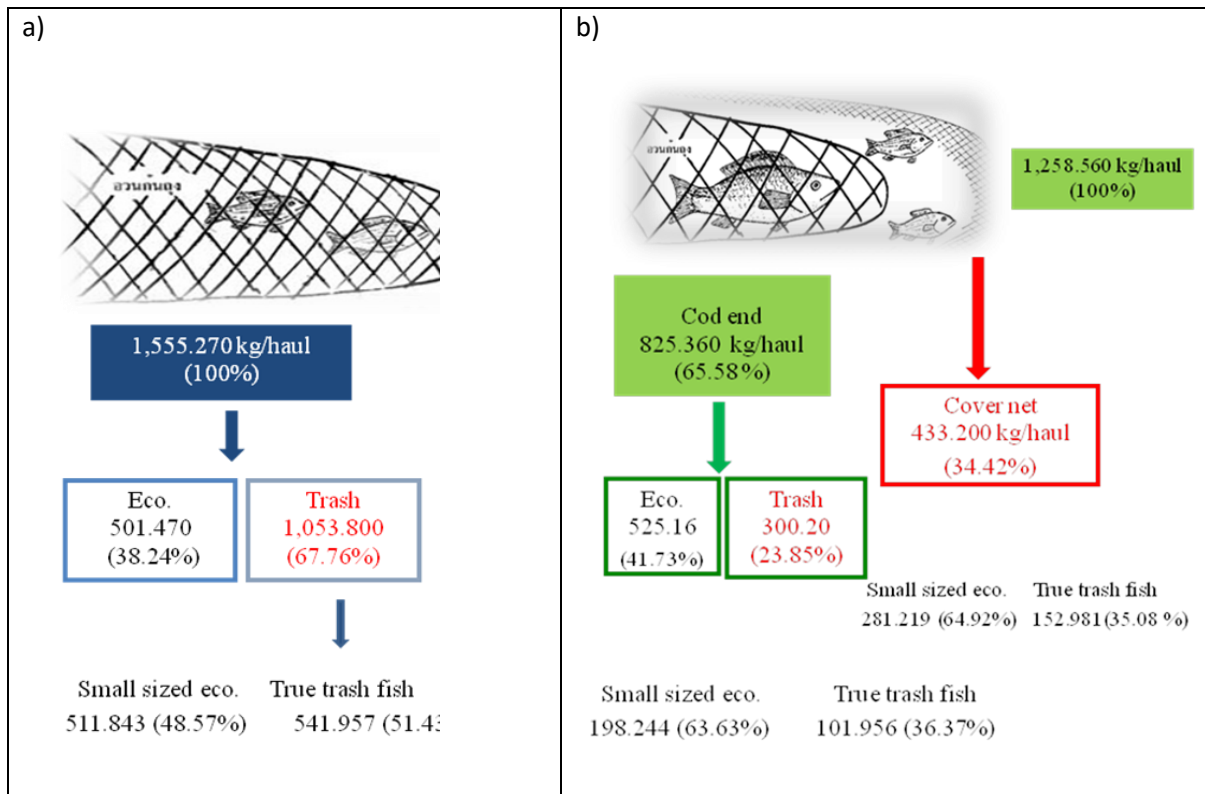 a)
อวนก้นถุง
1,555.270 kg/haul
(100%)
Eco.
501.470
(38.24%)
Trash
1,053.800
(67.76%)
Small sized eco.
511.843 (48.57%)
True trash fish
541.957 (51.43
b)
อวนก้นถุง
1,258.560 kg/haul
(100%)
Cod end
825.360 kg/haul
(65.58%)
Cover net
433.200 kg/haul
(34.42%)
Eco.
525.16
(41.73%)
Trash
300.20
(23.85%)
Small sized eco.
281.219 (64.92%)
True trash fish
152.981(35.08 %)
Small sized eco.
198.244 (63.63%)
True trash fish
101.956 (36.37%)